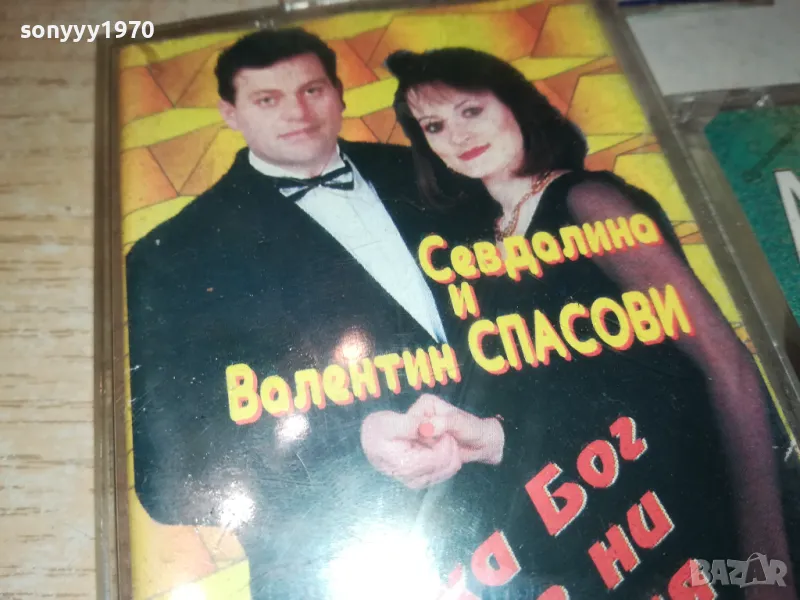 sonyyy1970
Севдалина
и
Валентин СПАСОВИ
Бог
ни
BAZAR